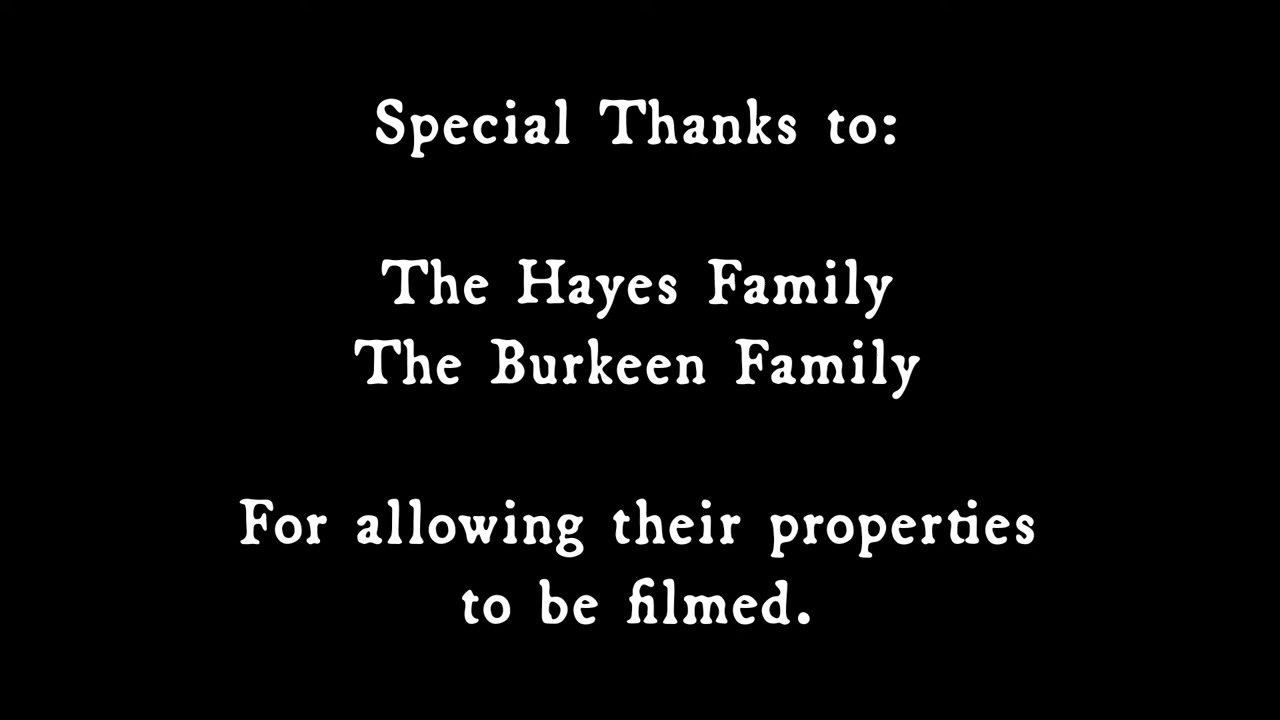 Special Thanks to:
The Hayes Family
The Burkeen Family
For allowing their properties
to be filmed.